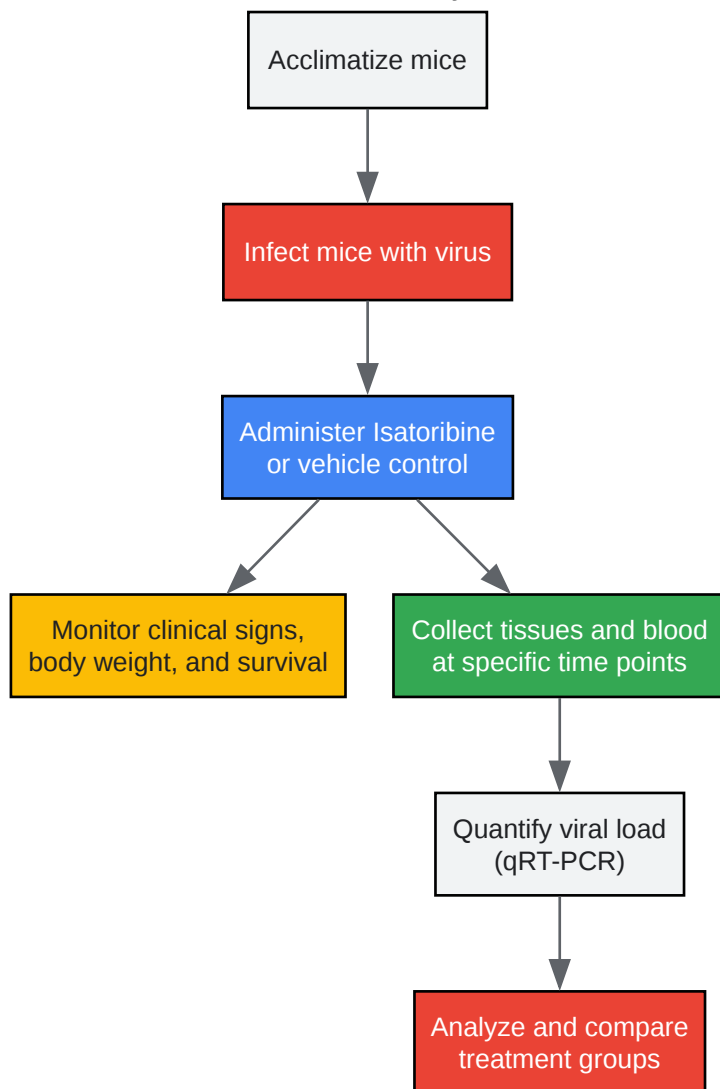 Acclimatize mice
Infect mice with virus
Administer Isatoribine
or vehicle control
Monitor clinical signs,
body weight, and survival
Collect tissues and blood
at specific time points
Quantify viral load
(qRT-PCR)
Analyze and compare
treatment groups